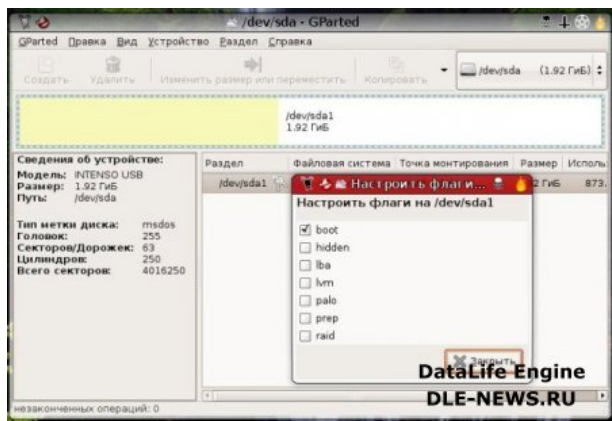 /dev/sda - GParted
GParted Правка Вид Устройство Раздел Справка
Создать Удалить Изменить размер или переместить Копировать /dev/sda (1.92 ГиБ)
/dev/sda1
1.92 ГиБ
Сведения об устройстве:
Модель: INTENSO USB
Размер: 1.92 ГиБ
Путь: /dev/sda
Тип метки диска: msdos
Головок: 255
Секторов/Дорожек: 63
Цилиндров: 250
Всего секторов: 4016250
Раздел Файловая система Точка монтирования Размер Исполь
/dev/sda1 2 ГиБ 873.
Настроить флаги...
Настроить флаги на /dev/sda1
boot
hidden
lba
lvm
palo
prep
raid
Закрыть
DataLife Engine
DLE-NEWS.RU
незаконченных операций: 0